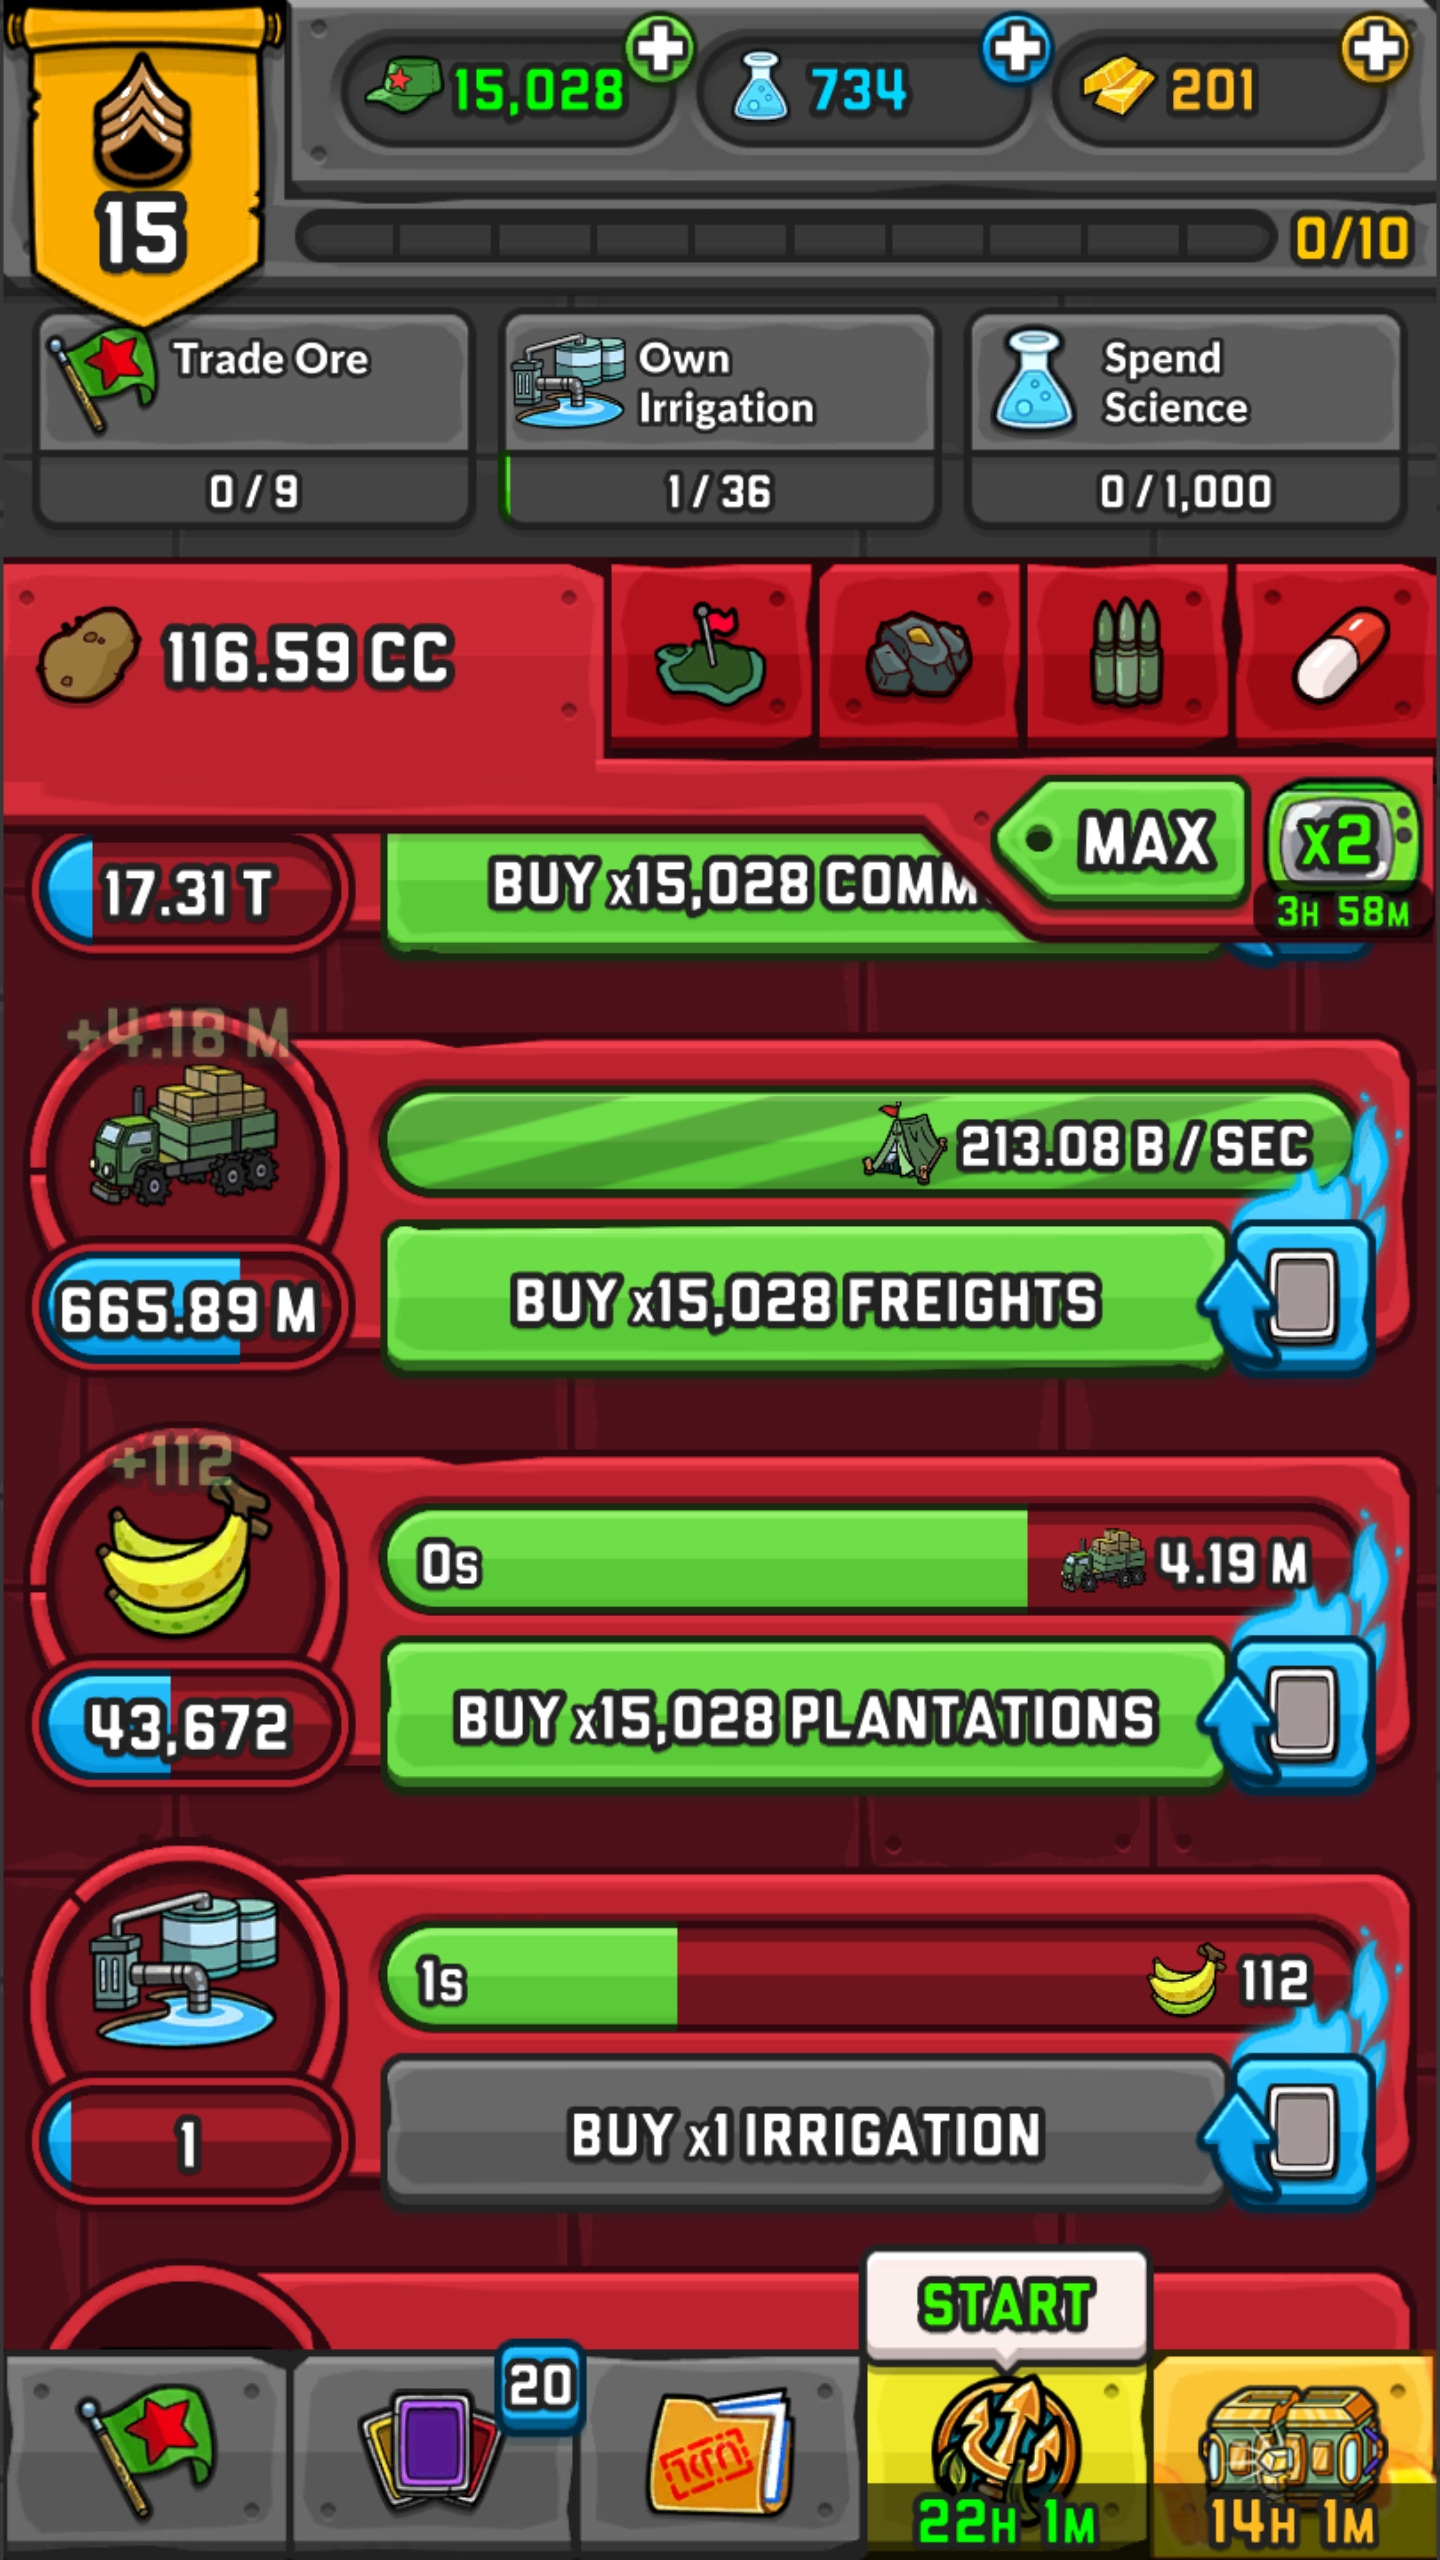 15,028
734
201
15
0/10
Trade Ore
0 / 9
Own
Irrigation
1 / 36
Spend
Science
0 / 1,000
116.59 CC
MAX
x2
3H 58M
17.31 T
BUY x15,028
+4.18 M
213.08 B / SEC
665.89 M
BUY x15,028 FREIGHTS
+112
0s
4.19 M
43,672
BUY x15,028 PLANTATIONS
1s
112
1
BUY x1 IRRIGATION
START
20
22H 1M
14H 1M